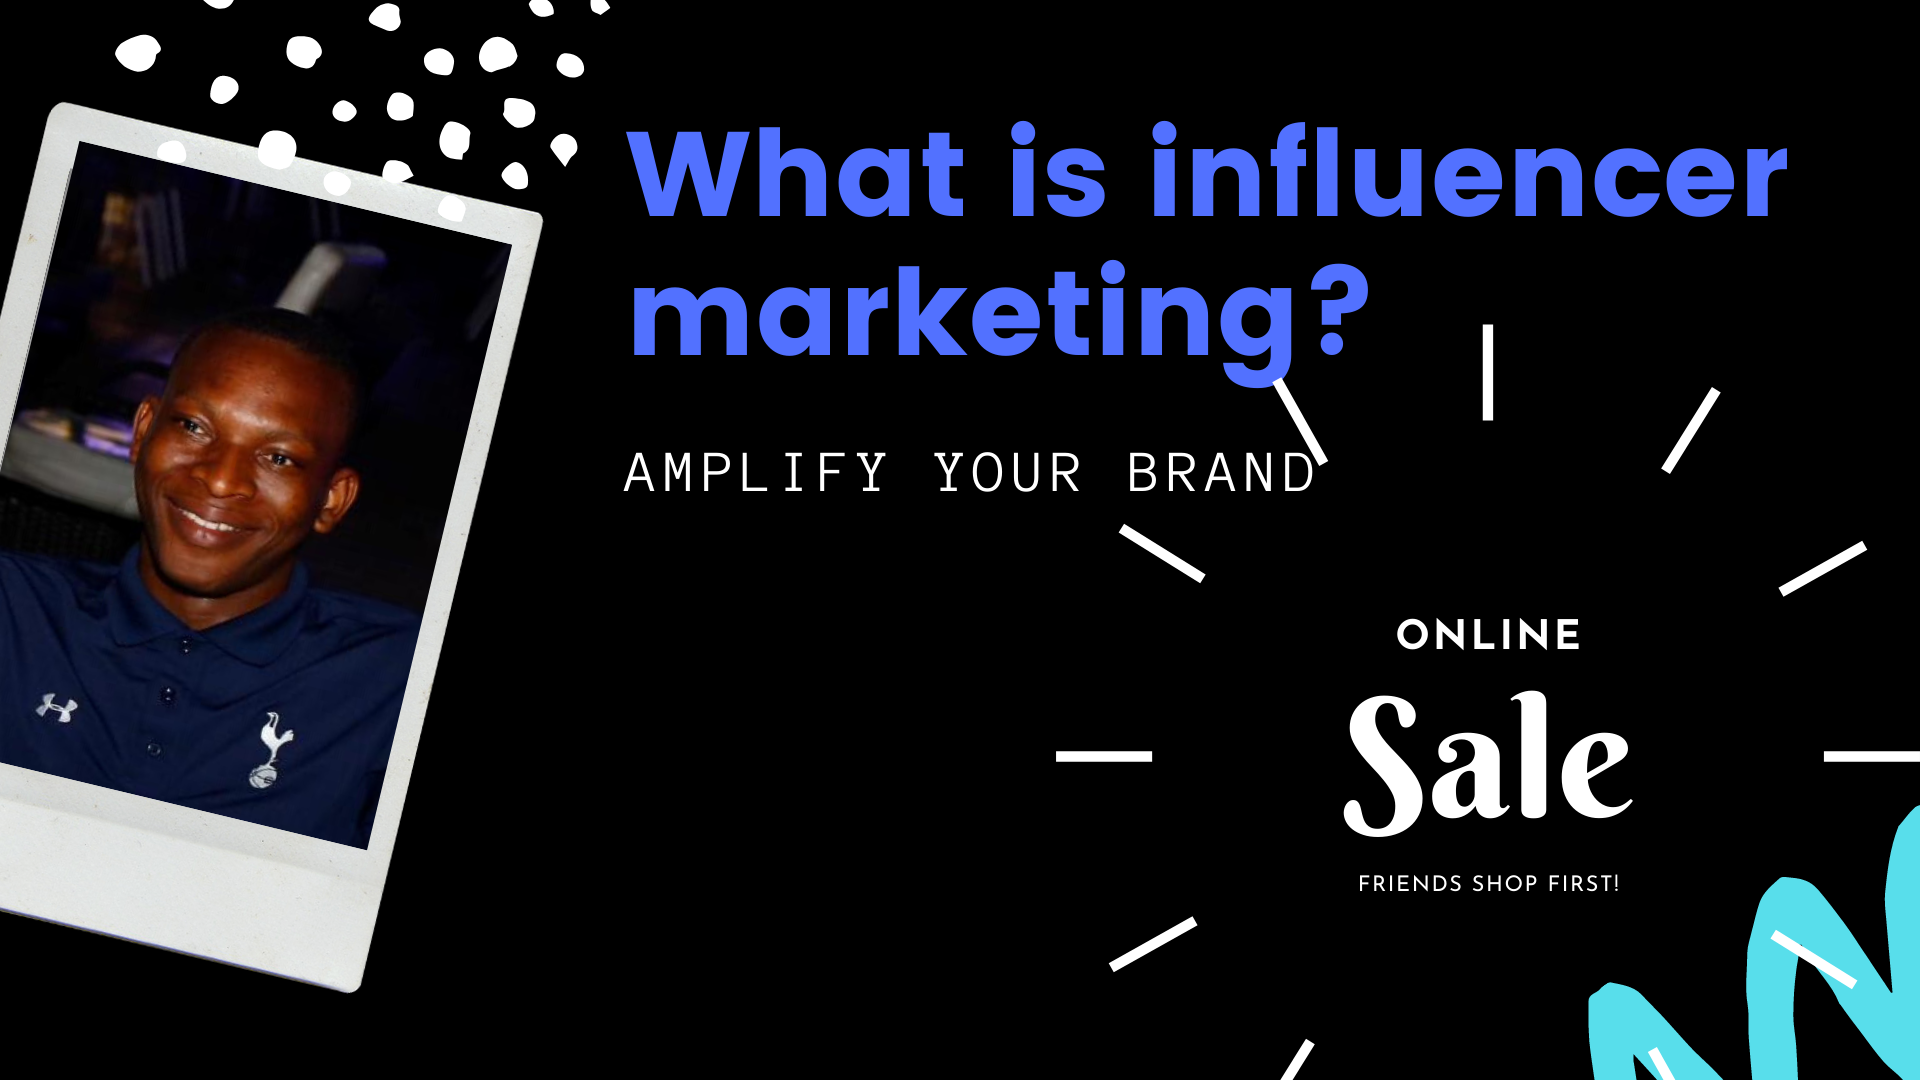 What is influencer
marketing?
AMPLIFY YOUR BRAND
ONLINE
Sale
FRIENDS SHOP FIRST!